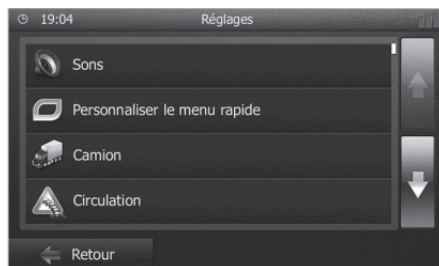 19:04 Réglages
Sons
Personnaliser le menu rapide
Camion
Circulation
Retour